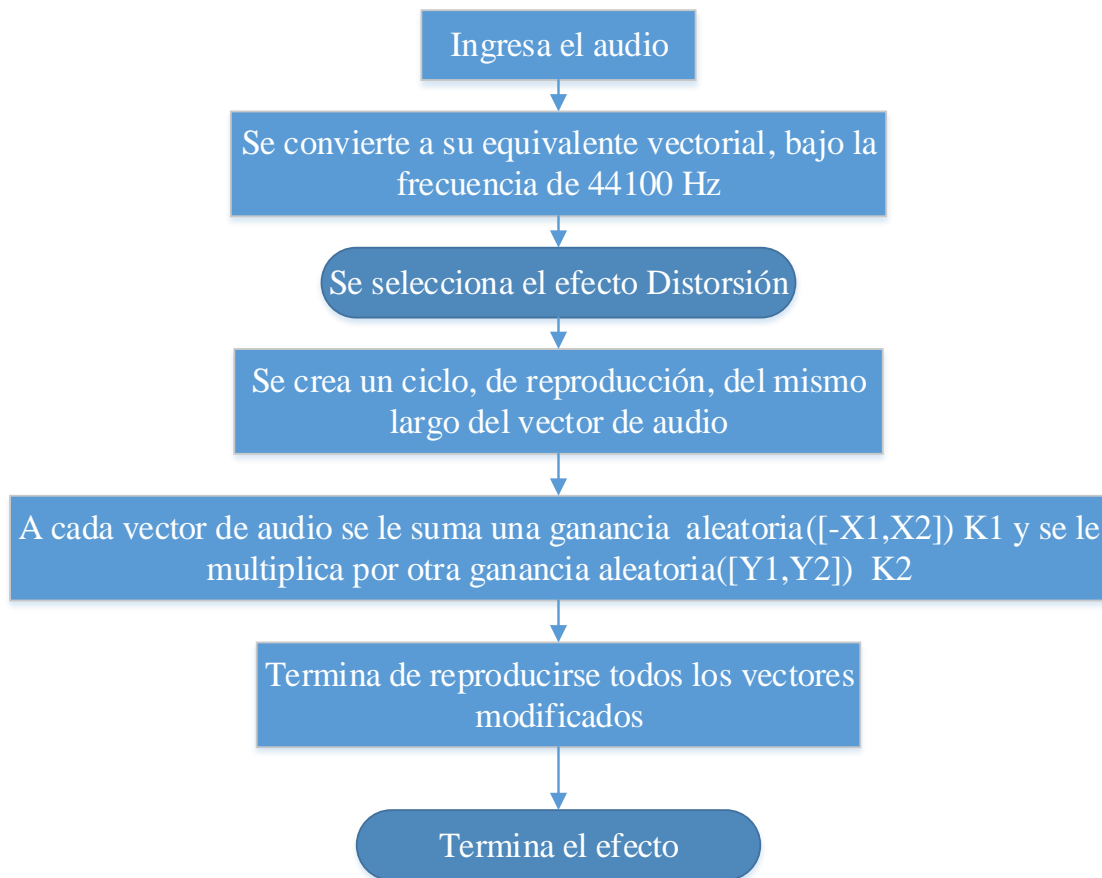 Ingresa el audio
Se convierte a su equivalente vectorial, bajo la
frecuencia de 44100 Hz
Se selecciona el efecto Distorsión
Se crea un ciclo, de reproducción, del mismo
largo del vector de audio
A cada vector de audio se le suma una ganancia aleatoria([-X1,X2]) K1 y se le
multiplica por otra ganancia aleatoria([Y1,Y2]) K2
Termina de reproducirse todos los vectores
modificados
Termina el efecto